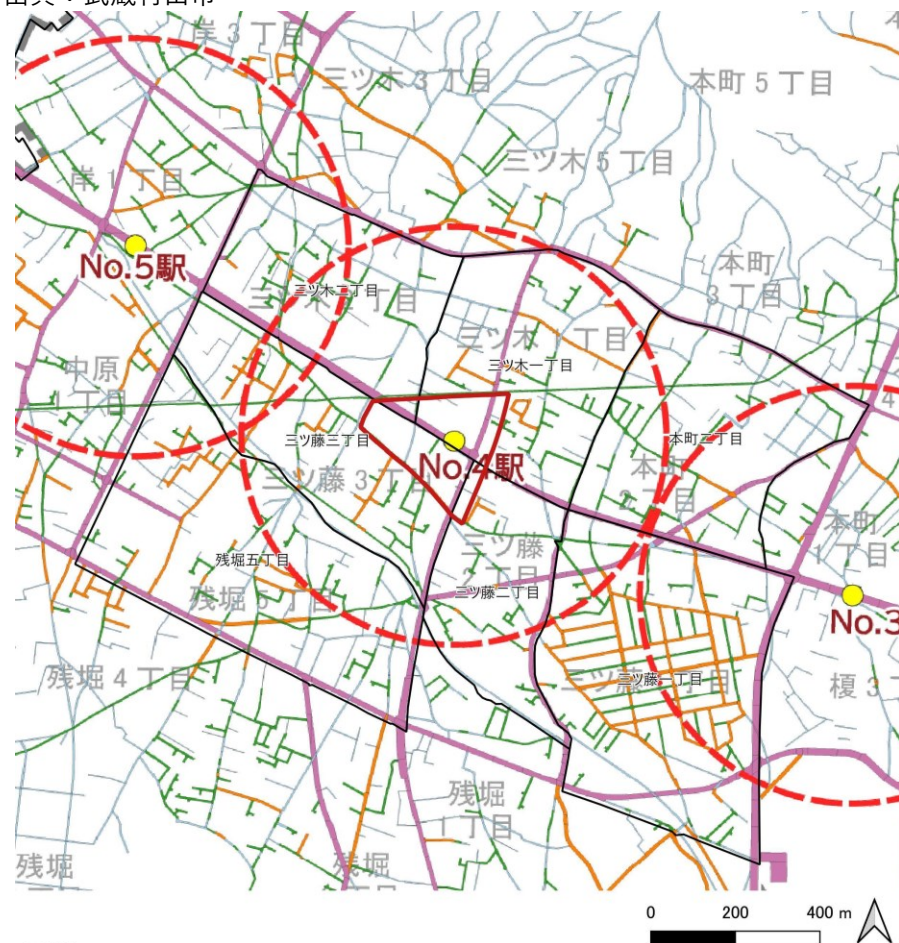 岸3丁目
三ツ木3丁目
本町5丁目
三ツ木5丁目
岸1丁目
No.5駅
本町
3丁目
三ツ木二丁目
三ツ木1丁目
三ツ木一丁目
中原
1丁目
4
三ツ藤三丁目
本町二丁目
No.4駅
三ツ藤3丁目
本町
2丁目
本町
1丁目
三ツ藤
2丁目
残堀五丁目
三ツ藤二丁目
残堀5丁目
No.3
残堀4丁目
三ツ藤一丁目
榎3
残堀
1丁目
残堀
残堀
0 200 400 m